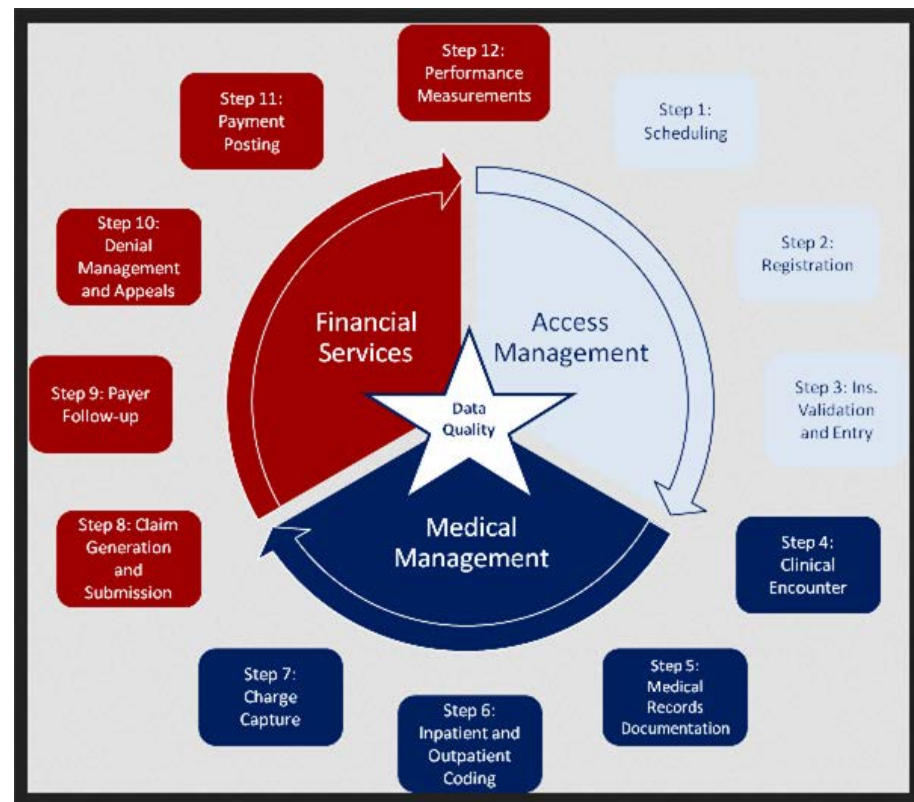 Step 12:
Performance
Measurements
Step 1:
Scheduling
Step 2:
Registration
Step 3: Ins.
Validation
and Entry
Step 4:
Clinical
Encounter
Step 5:
Medical
Records
Documentation
Step 6:
Inpatient and
Outpatient
Coding
Step 7:
Charge
Capture
Step 8: Claim
Generation
and
Submission
Step 9: Payer
Follow-up
Step 10:
Denial
Management
and Appeals
Step 11:
Payment
Posting
Financial
Services
Access
Management
Data
Quality
Medical
Management